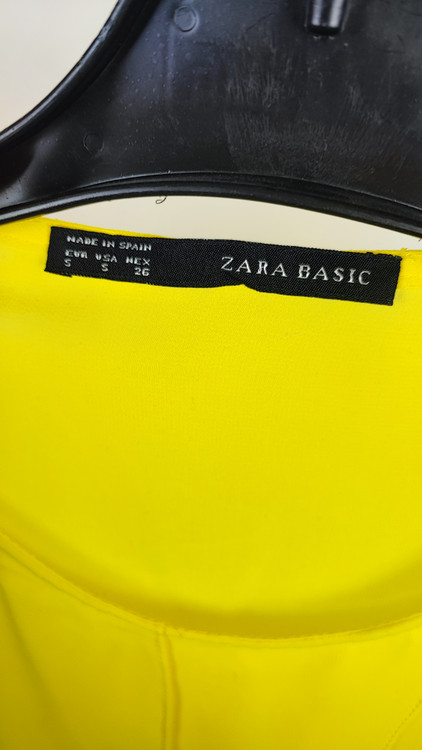 MADE IN SPAIN
EUR USA MEX
S S 26
ZARA BASIC